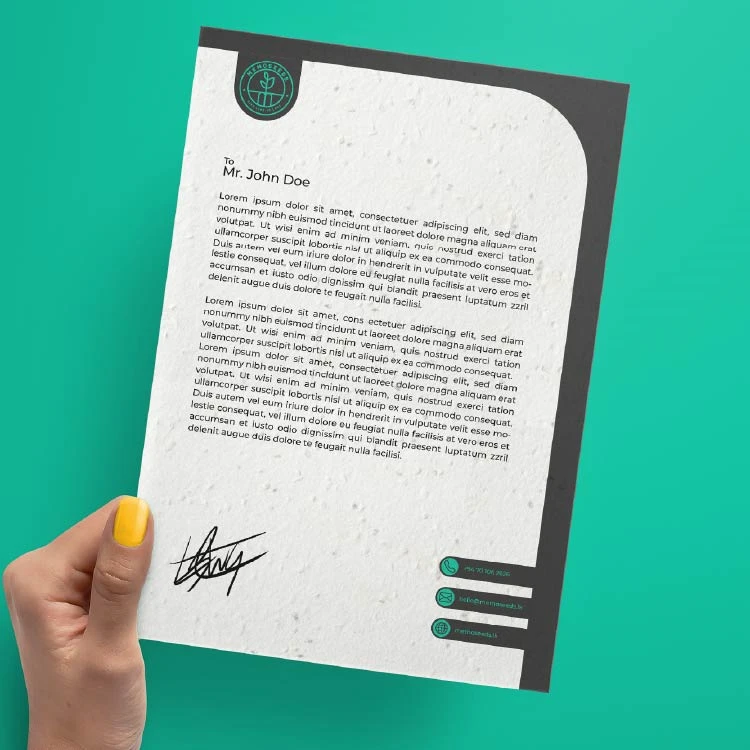 MEMOSEEDS
To
Mr. John Doe
Lorem ipsum dolor sit amet, consectetuer adipiscing elit, sed diam
nonummy nibh euismod tincidunt ut laoreet dolore magna aliquam erat
volutpat. Ut wisi enim ad minim veniam, quis nostrud exerci tation
ullamcorper suscipit lobortis nisl ut aliquip ex ea commodo consequat.
Duis autem vel eum iriure dolor in hendrerit in vulputate velit esse mo-
lestie consequat, vel illum dolore eu feugiat nulla facilisis at vero eros et
accumsan et iusto odio dignissim qui blandit praesent luptatum zzril
delenit augue duis dolore te feugait nulla facilisi.
Lorem ipsum dolor sit amet, cons ectetuer adipiscing elit, sed diam
nonummy nibh euismod tincidunt ut laoreet dolore magna aliquam erat
volutpat. Ut wisi enim ad minim veniam, quis nostrud exerci tation
ullamcorper suscipit lobortis nisl ut aliquip ex ea commodo consequat.
Lorem ipsum dolor sit amet, consectetuer adipiscing elit, sed diam
nonummy nibh euismod tincidunt ut laoreet dolore magna aliquam erat
volutpat. Ut wisi enim ad minim veniam, quis nostrud exerci tation
ullamcorper suscipit lobortis nisl ut aliquip ex ea commodo consequat.
Duis autem vel eum iriure dolor in hendrerit in vulputate velit esse mo-
lestie consequat, vel illum dolore eu feugiat nulla facilisis at vero eros et
accumsan et iusto odio dignissim qui blandit praesent luptatum zzril
delenit augue duis dolore te feugait nulla facilisi.
hello@memoseeds.lk
memoseeds.lk